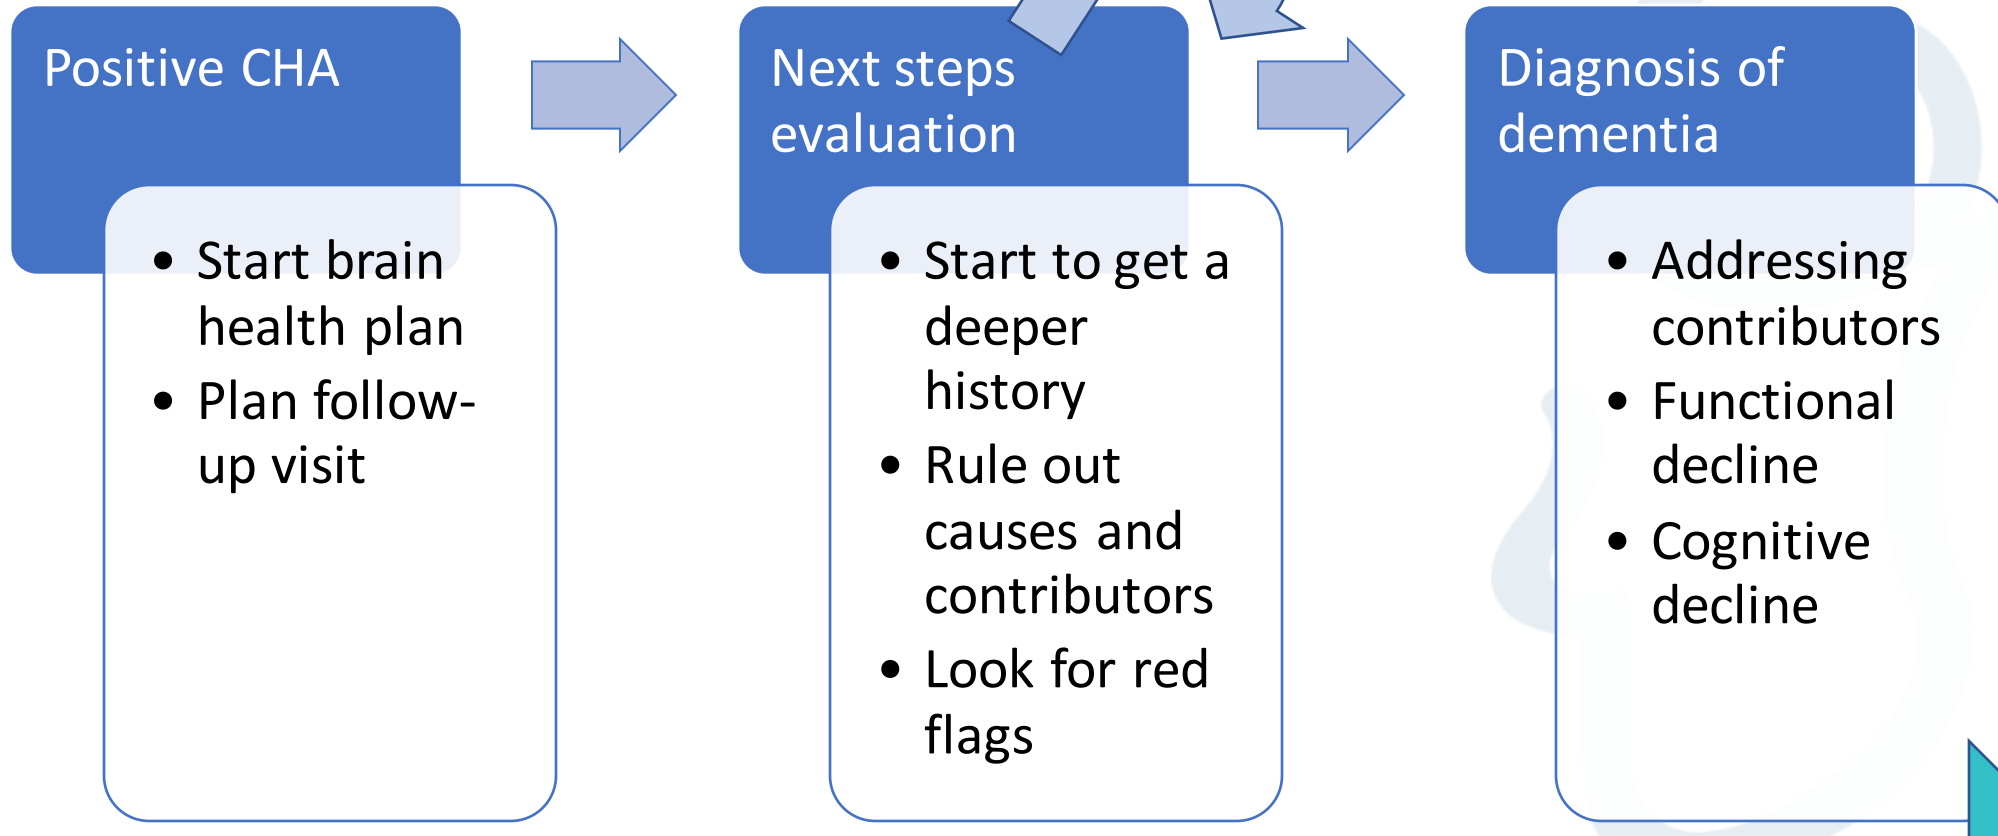 Positive CHA
• Start brain
health plan
• Plan follow-
up visit
Next steps
evaluation
• Start to get a
deeper
history
• Rule out
causes and
contributors
• Look for red
flags
Diagnosis of
dementia
• Addressing
contributors
• Functional
decline
• Cognitive
decline